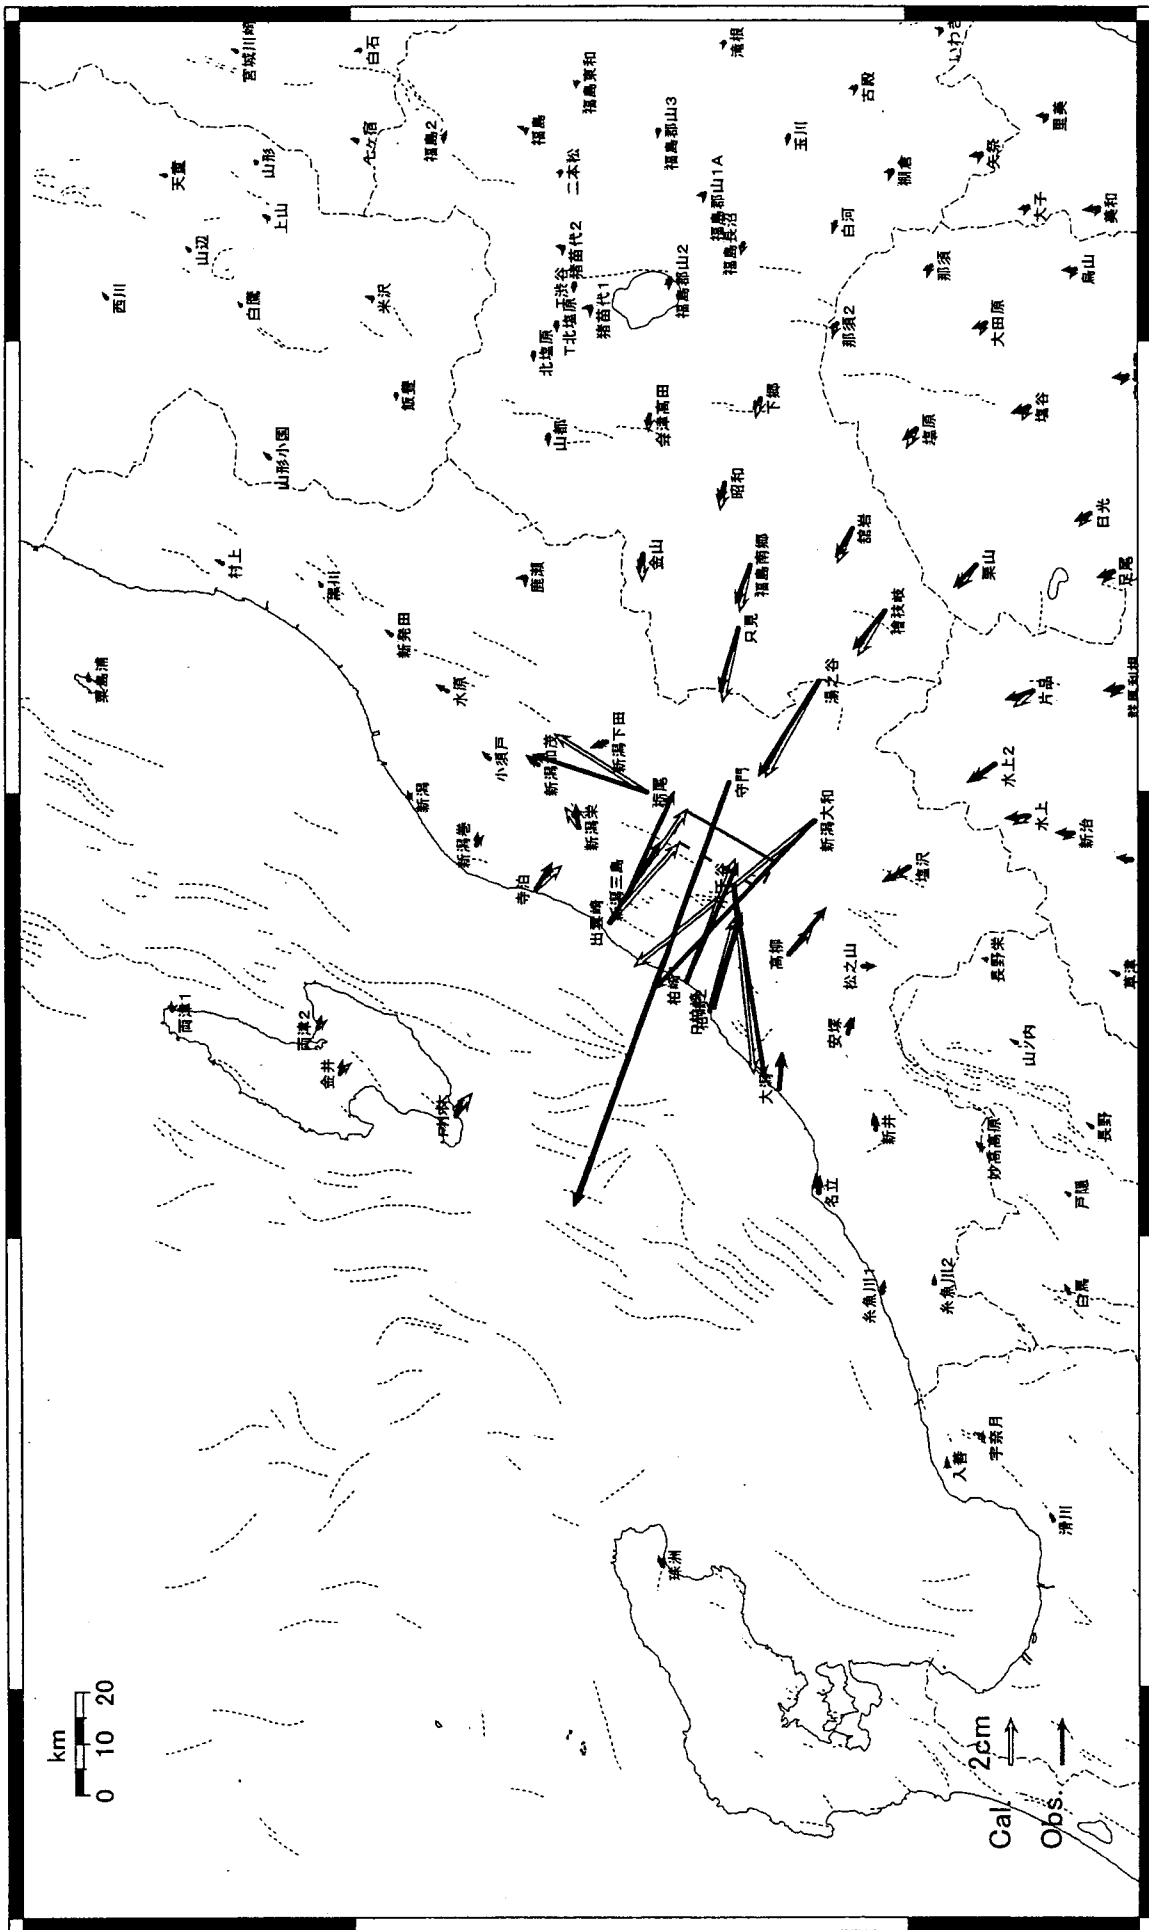 km
0 10 20
Cal. 2cm
Obs.
珠洲
滑川
入善
宇奈月
糸魚川1
糸魚川2
白馬
戸隠
長野
名立
新井
妙高高原
山ノ内
大潟
安塚
松之山
高柳
長野栄
草津
両津1
両津2
金井
柏崎
出雲崎
新潟三島
寺泊
新潟巻
新潟
新潟栄
新潟加茂
新潟下田
小須戸
栃尾
守門
新潟大和
塩沢
水上
水上2
新治
湯之谷
片品
粟島浦
水原
新発田
黒川
村上
鹿瀬
金山
只見
福島南郷
檜枝岐
舘岩
栗山
足尾
日光
昭和
山形小国
飯豊
山都
会津高田
下郷
塩原
塩谷
北塩原
T北塩原
T渋谷
猪苗代1
猪苗代2
福島郡山2
那須2
大田原
那須
烏山
西川
白鷹
米沢
山辺
上山
天童
山形
七ヶ宿
福島2
福島
二本松
福島東和
福島郡山3
福島郡山1A
福島長沼
白河
玉川
棚倉
矢祭
大子
美和
里美
古殿
滝根
いわき
白石
宮城川崎